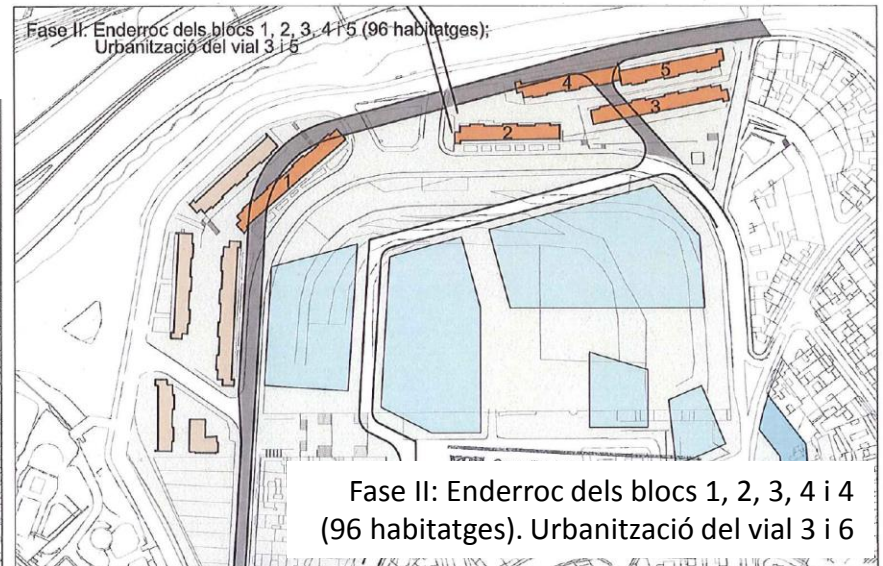 Fase II: Enderroc dels blocs 1, 2, 3, 4 i 5 (96 habitatges);
Urbanització del vial 3 i 5
4
5
3
2
1
Fase II: Enderroc dels blocs 1, 2, 3, 4 i 4
(96 habitatges). Urbanització del vial 3 i 6